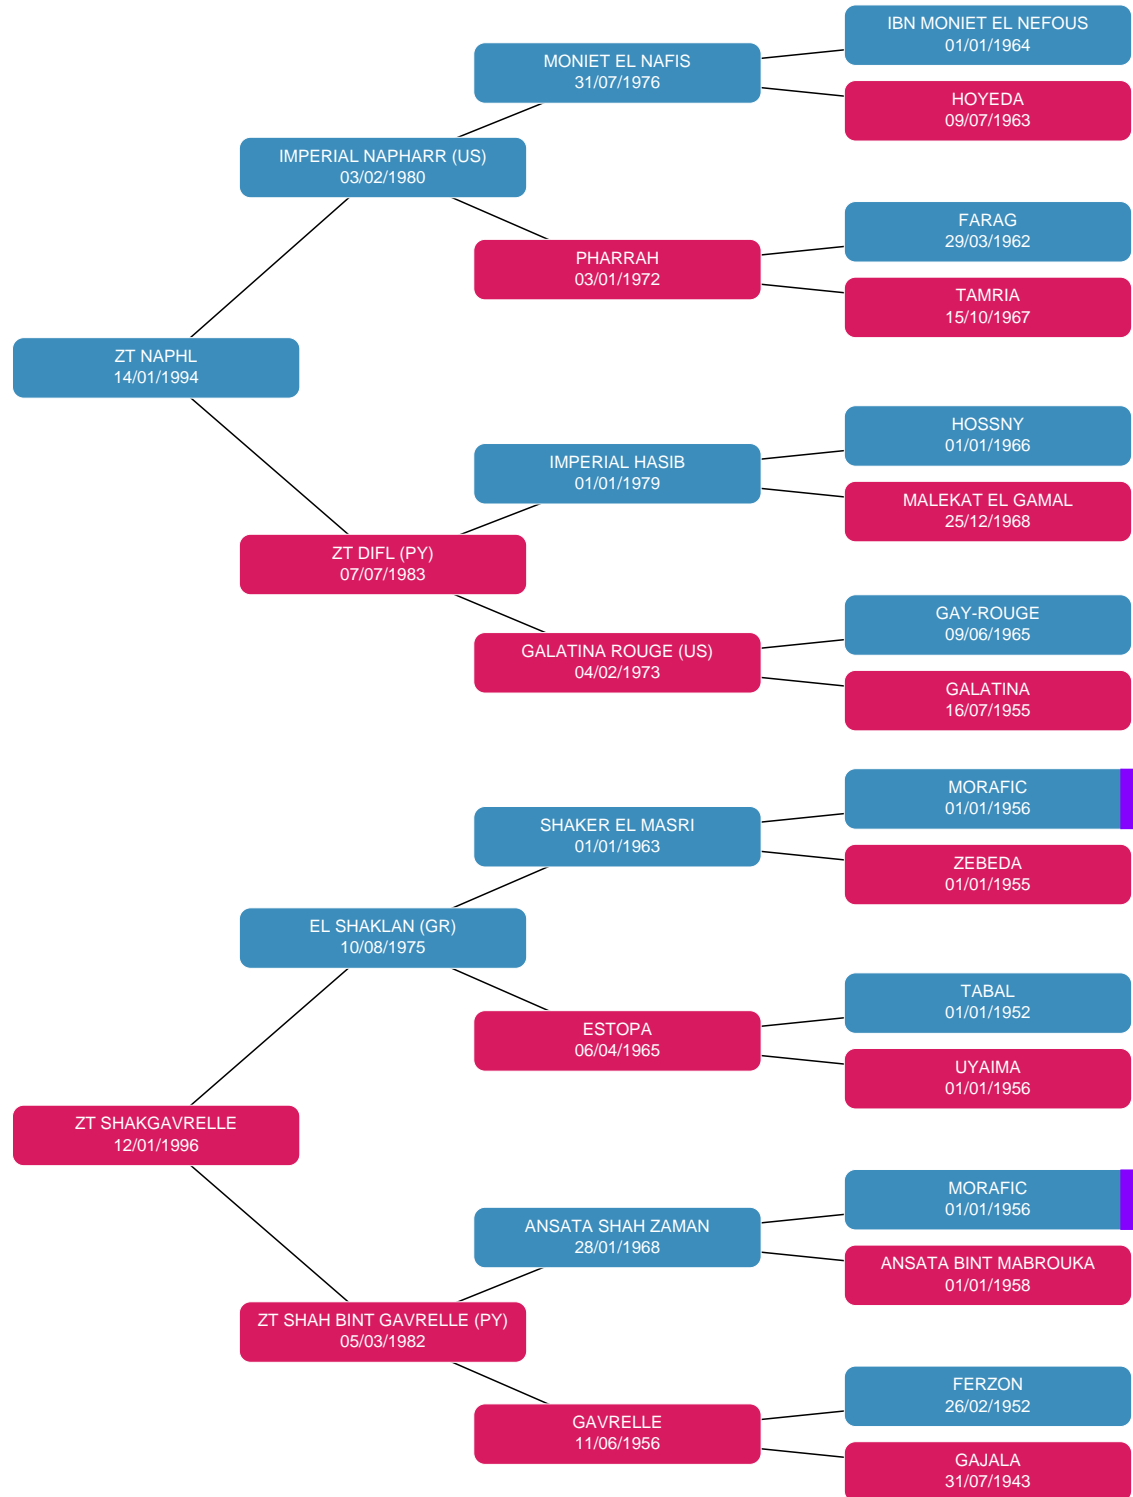 IBN MONIET EL NEFOUS
01/01/1964
MONIET EL NAFIS
31/07/1976
HOYEDA
09/07/1963
IMPERIAL NAPHARR (US)
03/02/1980
FARAG
29/03/1962
PHARRAH
03/01/1972
TAMRIA
15/10/1967
ZT NAPHL
14/01/1994
HOSSNY
01/01/1966
IMPERIAL HASIB
01/01/1979
MALEKAT EL GAMAL
25/12/1968
ZT DIFL (PY)
07/07/1983
GAY-ROUGE
09/06/1965
GALATINA ROUGE (US)
04/02/1973
GALATINA
16/07/1955
MORAFIC
01/01/1956
SHAKER EL MASRI
01/01/1963
ZEBEDA
01/01/1955
EL SHAKLAN (GR)
10/08/1975
TABAL
01/01/1952
ESTOPA
06/04/1965
UYAIMA
01/01/1956
ZT SHAKGAVRELLE
12/01/1996
MORAFIC
01/01/1956
ANSATA SHAH ZAMAN
28/01/1968
ANSATA BINT MABROUKA
01/01/1958
ZT SHAH BINT GAVRELLE (PY)
05/03/1982
FERZON
26/02/1952
GAVRELLE
11/06/1956
GAJALA
31/07/1943